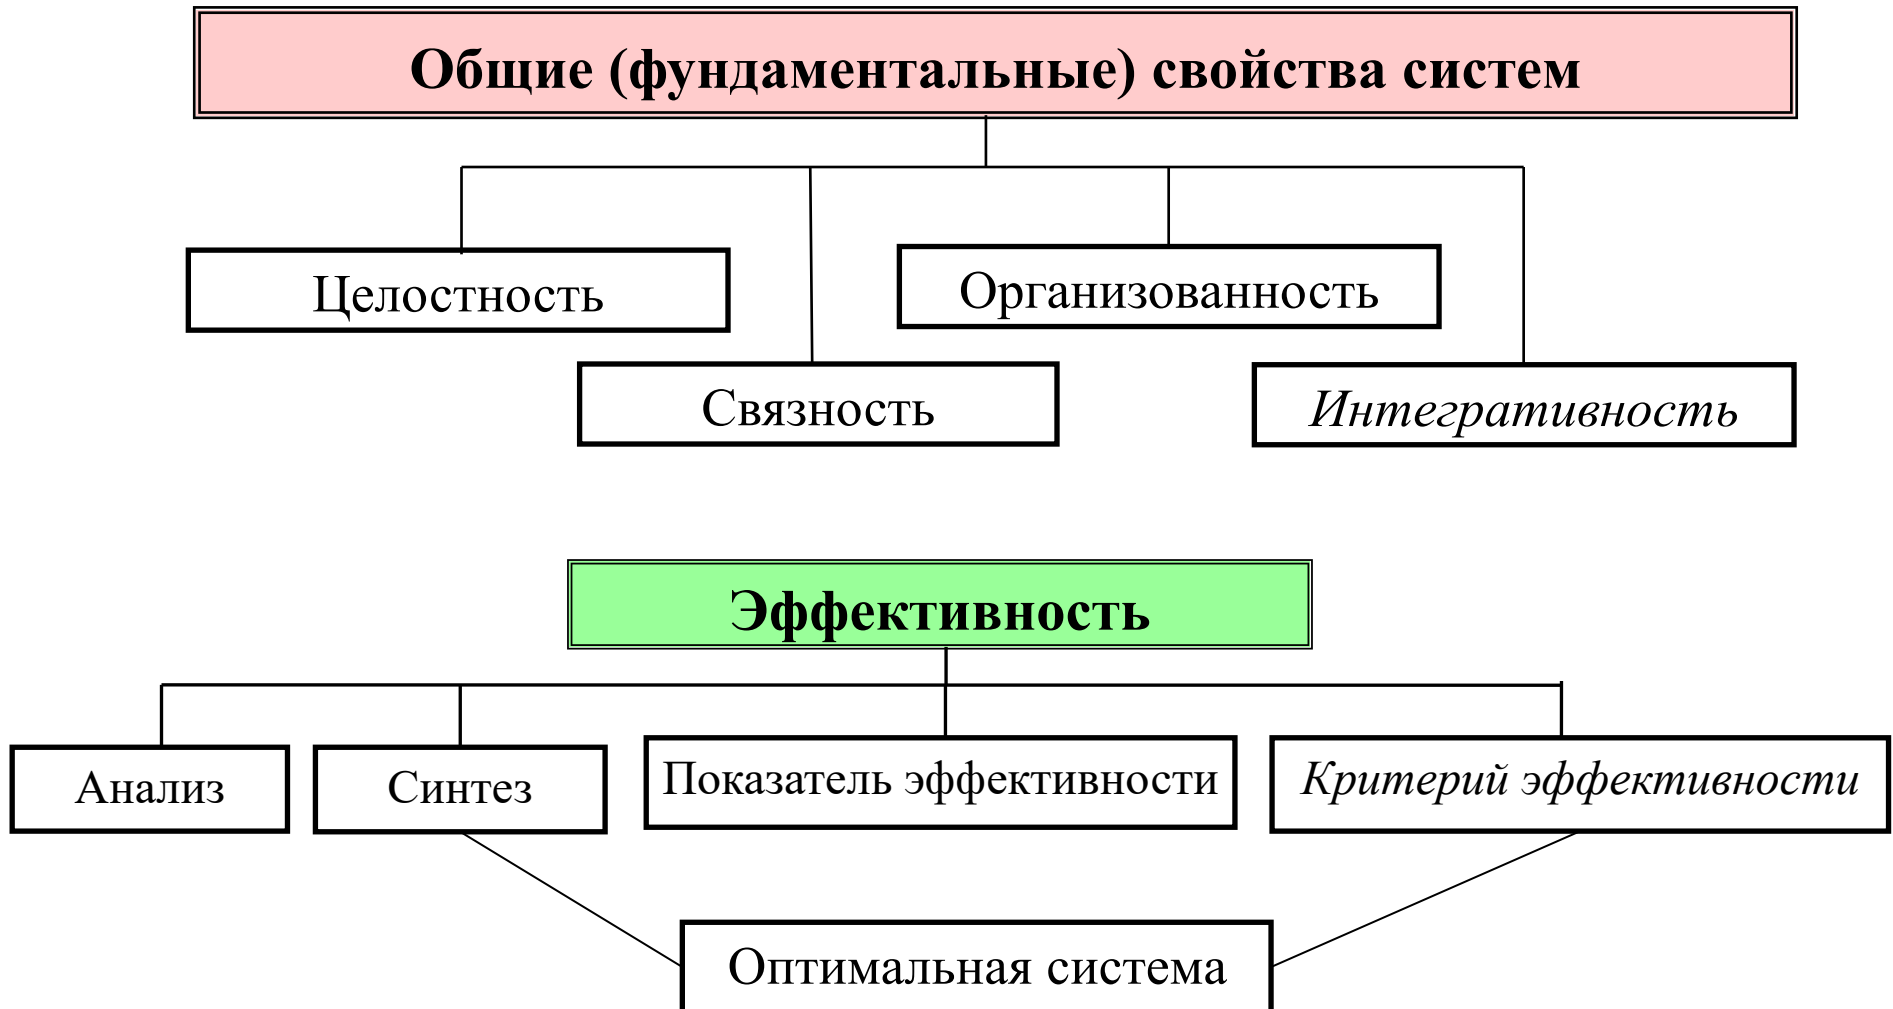 Общие (фундаментальные) свойства систем
Целостность
Организованность
Связность
Интегративность
Эффективность
Анализ
Синтез
Показатель эффективности
Критерий эффективности
Оптимальная система